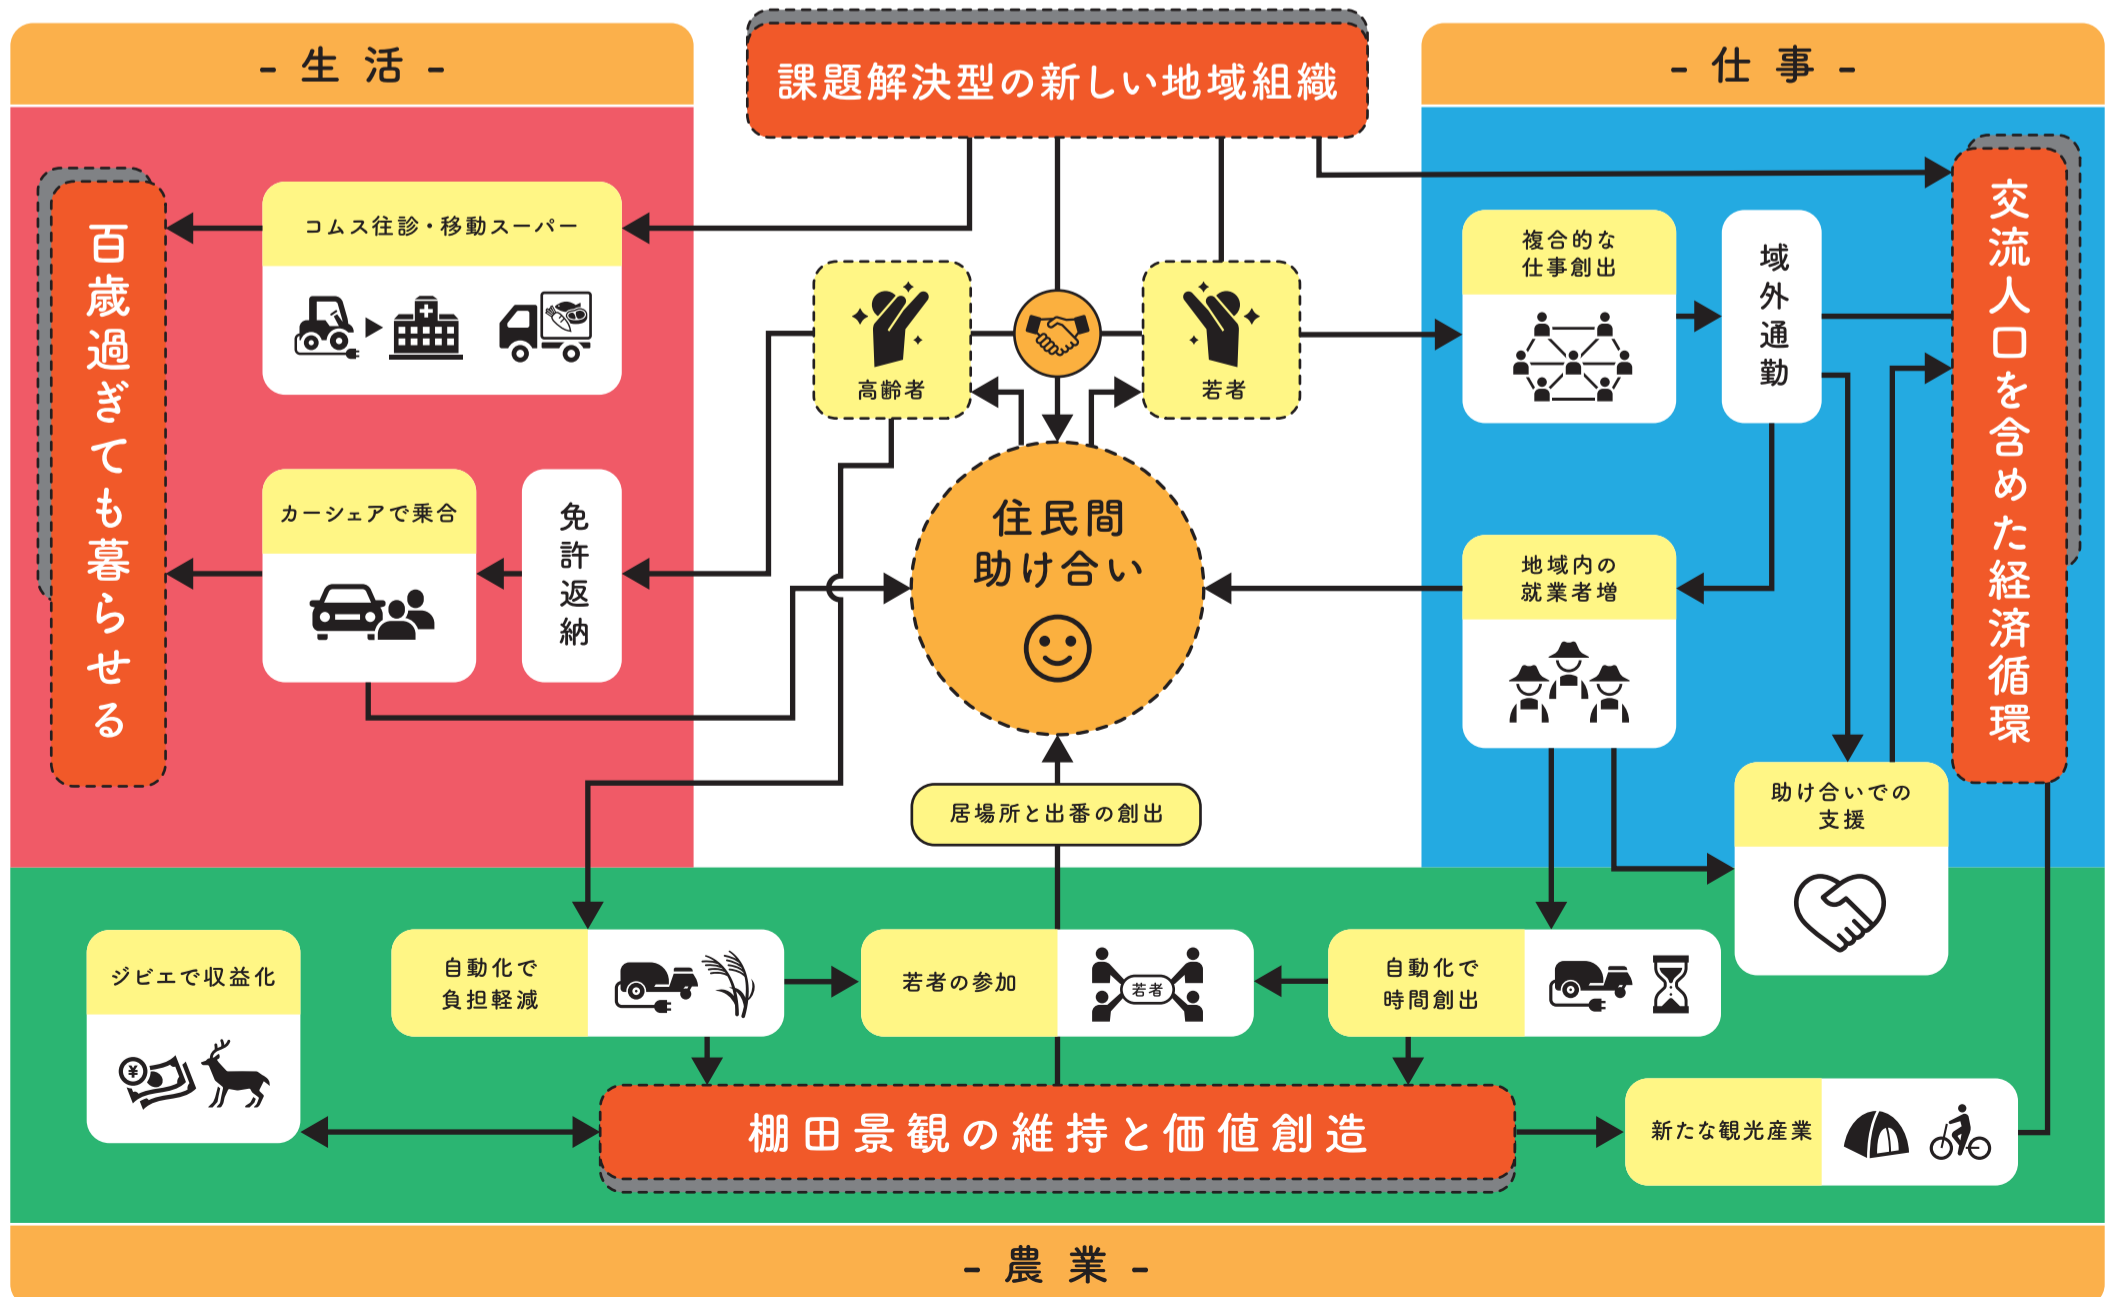 - 生 活 -
課題解決型の新しい地域組織
- 仕 事 -
百歳過ぎても暮らせる
コムス往診・移動スーパー
カーシェアで乗合
免許返納
高齢者
若者
住民間
助け合い
居場所と出番の創出
複合的な
仕事創出
域外通勤
地域内の
就業者増
助け合いでの
支援
交流人口を含めた経済循環
ジビエで収益化
¥
自動化で
負担軽減
若者の参加
若者
自動化で
時間創出
棚田景観の維持と価値創造
新たな観光産業
- 農 業 -